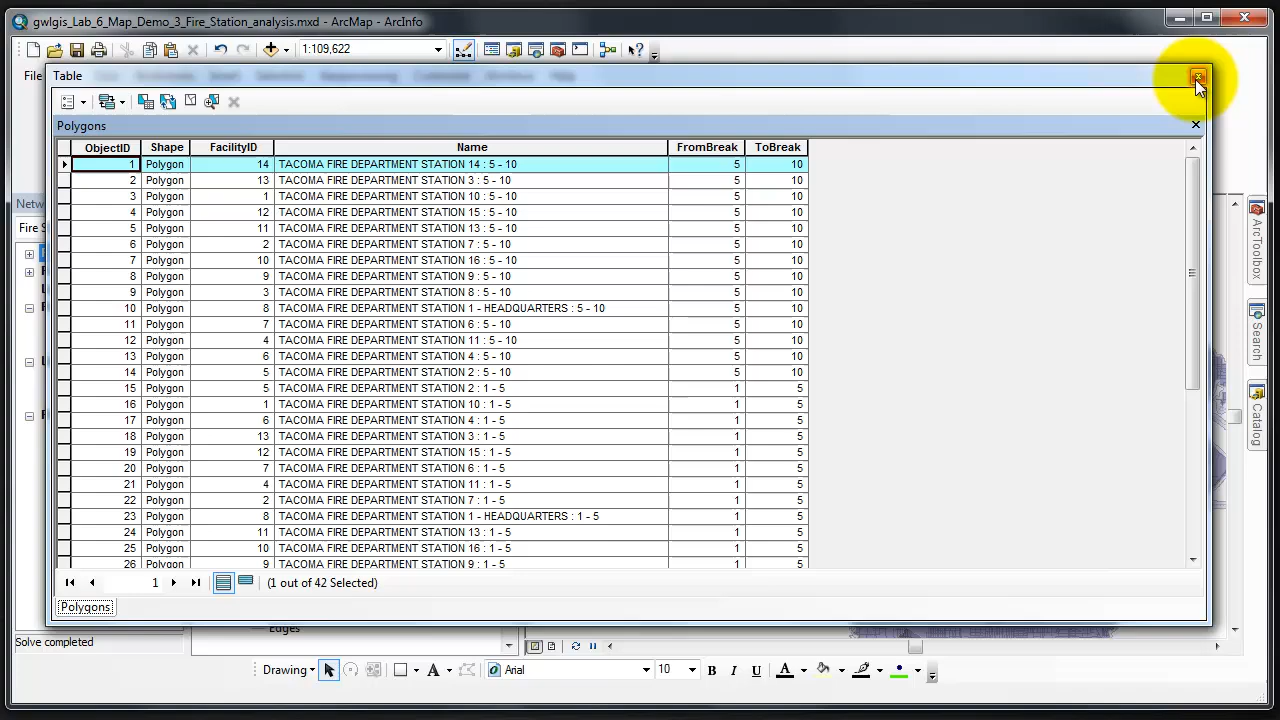 gwlgis_Lab_6_Map_Demo_3_Fire_Station_analysis.mxd - ArcMap - ArcInfo
1:109,622
File
Table
Polygons
ObjectID Shape FacilityID Name FromBreak ToBreak
1 Polygon 14 TACOMA FIRE DEPARTMENT STATION 14 : 5 - 10 5 10
2 Polygon 13 TACOMA FIRE DEPARTMENT STATION 3 : 5 - 10 5 10
3 Polygon 1 TACOMA FIRE DEPARTMENT STATION 10 : 5 - 10 5 10
4 Polygon 12 TACOMA FIRE DEPARTMENT STATION 15 : 5 - 10 5 10
5 Polygon 11 TACOMA FIRE DEPARTMENT STATION 13 : 5 - 10 5 10
6 Polygon 2 TACOMA FIRE DEPARTMENT STATION 7 : 5 - 10 5 10
7 Polygon 10 TACOMA FIRE DEPARTMENT STATION 16 : 5 - 10 5 10
8 Polygon 9 TACOMA FIRE DEPARTMENT STATION 9 : 5 - 10 5 10
9 Polygon 3 TACOMA FIRE DEPARTMENT STATION 8 : 5 - 10 5 10
10 Polygon 8 TACOMA FIRE DEPARTMENT STATION 1 - HEADQUARTERS : 5 - 10 5 10
11 Polygon 7 TACOMA FIRE DEPARTMENT STATION 6 : 5 - 10 5 10
12 Polygon 4 TACOMA FIRE DEPARTMENT STATION 11 : 5 - 10 5 10
13 Polygon 6 TACOMA FIRE DEPARTMENT STATION 4 : 5 - 10 5 10
14 Polygon 5 TACOMA FIRE DEPARTMENT STATION 2 : 5 - 10 5 10
15 Polygon 5 TACOMA FIRE DEPARTMENT STATION 2 : 1 - 5 1 5
16 Polygon 1 TACOMA FIRE DEPARTMENT STATION 10 : 1 - 5 1 5
17 Polygon 6 TACOMA FIRE DEPARTMENT STATION 4 : 1 - 5 1 5
18 Polygon 13 TACOMA FIRE DEPARTMENT STATION 3 : 1 - 5 1 5
19 Polygon 12 TACOMA FIRE DEPARTMENT STATION 15 : 1 - 5 1 5
20 Polygon 7 TACOMA FIRE DEPARTMENT STATION 6 : 1 - 5 1 5
21 Polygon 4 TACOMA FIRE DEPARTMENT STATION 11 : 1 - 5 1 5
22 Polygon 2 TACOMA FIRE DEPARTMENT STATION 7 : 1 - 5 1 5
23 Polygon 8 TACOMA FIRE DEPARTMENT STATION 1 - HEADQUARTERS : 1 - 5 1 5
24 Polygon 11 TACOMA FIRE DEPARTMENT STATION 13 : 1 - 5 1 5
25 Polygon 10 TACOMA FIRE DEPARTMENT STATION 16 : 1 - 5 1 5
26 Polygon 9 TACOMA FIRE DEPARTMENT STATION 9 : 1 - 5 1 5
1 (1 out of 42 Selected)
Polygons
Netw
Fire S
ArcToolbox
Search
Catalog
Edges
Solve completed
Drawing A Arial 10 B I U A